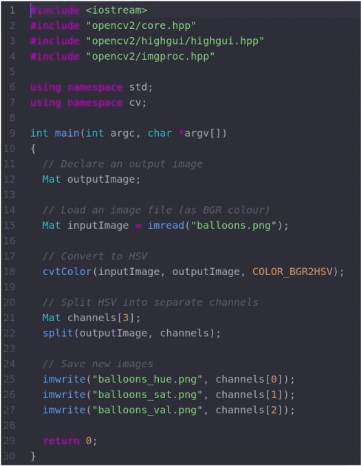 1 #include <iostream>
2 #include "opencv2/core.hpp"
3 #include "opencv2/highgui/highgui.hpp"
4 #include "opencv2/imgproc.hpp"
5
6 using namespace std;
7 using namespace cv;
8
9 int main(int argc, char *argv[])
10 {
11   // Declare an output image
12   Mat outputImage;
13
14   // Load an image file (as BGR colour)
15   Mat inputImage = imread("balloons.png");
16
17   // Convert to HSV
18   cvtColor(inputImage, outputImage, COLOR_BGR2HSV);
19
20   // Split HSV into separate channels
21   Mat channels[3];
22   split(outputImage, channels);
23
24   // Save new images
25   imwrite("balloons_hue.png", channels[0]);
26   imwrite("balloons_sat.png", channels[1]);
27   imwrite("balloons_val.png", channels[2]);
28
29   return 0;
30 }